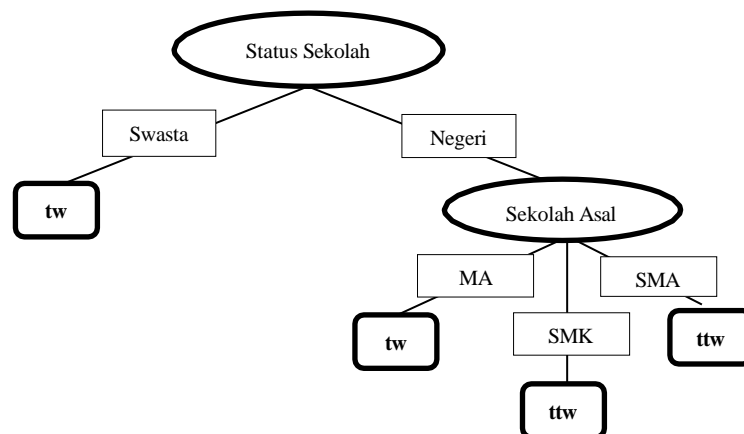 Status Sekolah
Swasta
Negeri
tw
Sekolah Asal
MA
SMA
tw
SMK
ttw
ttw